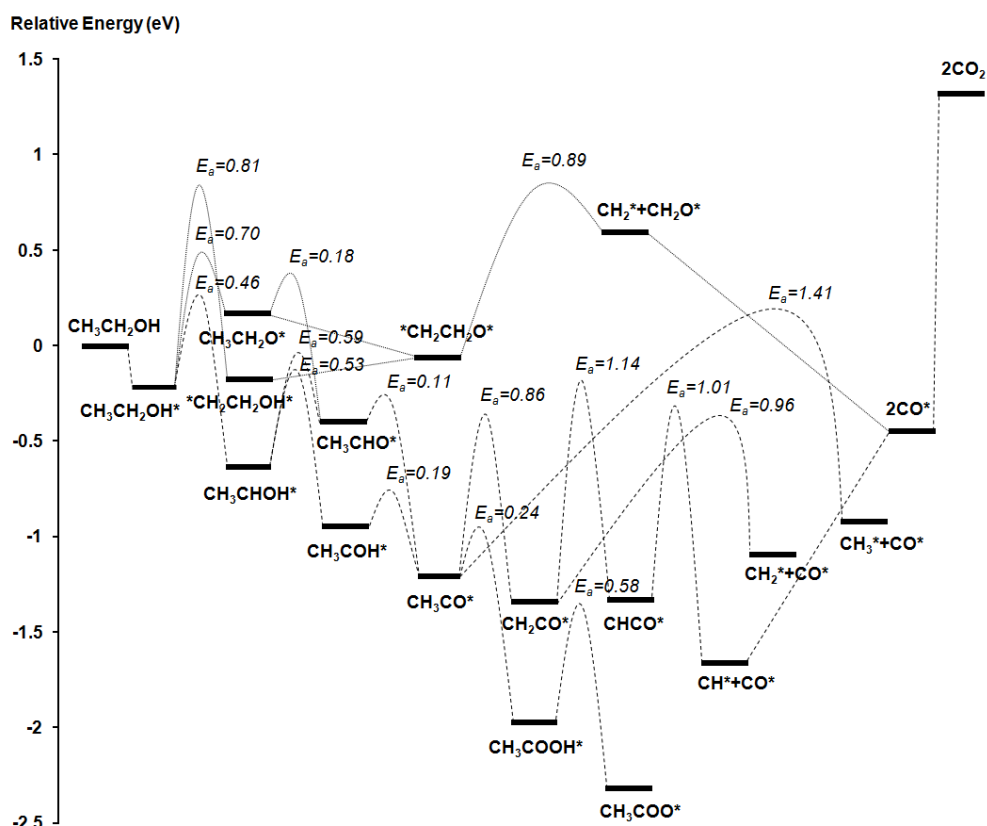 Relative Energy (eV)
1.5
1
0.5
0
-0.5
-1
-1.5
-2
-2.5
2CO₂
Eₐ=0.81
Eₐ=0.89
CH₂*+CH₂O*
Eₐ=0.70
Eₐ=0.18
Eₐ=0.46
Eₐ=1.41
CH₃CH₂OH
CH₃CH₂O*
Eₐ=0.59
*CH₂CH₂O*
Eₐ=0.53
Eₐ=1.14
CH₃CH₂OH*
*CH₂CH₂OH*
Eₐ=0.11
Eₐ=0.86
Eₐ=1.01
Eₐ=0.96
2CO*
CH₃CHO*
CH₃CHOH*
Eₐ=0.19
Eₐ=0.24
CH₃COH*
CH₃*+CO*
CH₂*+CO*
Eₐ=0.58
CH₃CO*
CH₂CO*
CHCO*
CH*+CO*
CH₃COOH*
CH₃COO*